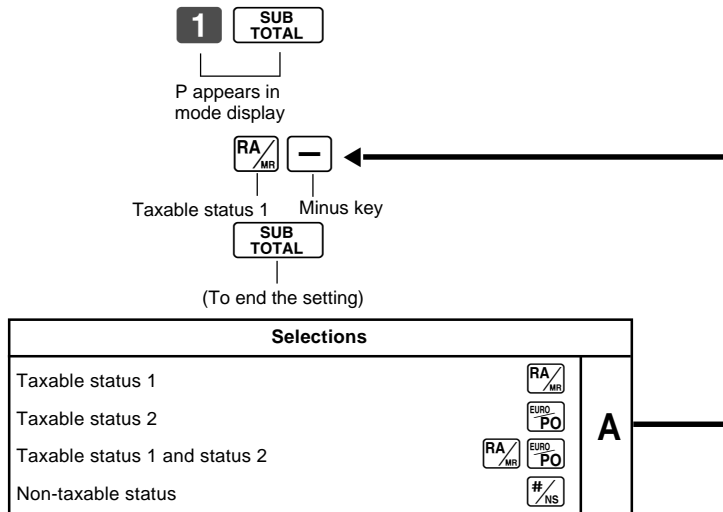 1 SUB TOTAL
P appears in
mode display
RA/MR −
Taxable status 1 Minus key
SUB TOTAL
(To end the setting)
Selections
Taxable status 1 RA/MR
Taxable status 2 EURO PO
Taxable status 1 and status 2 RA/MR EURO PO
Non-taxable status #/NS
A